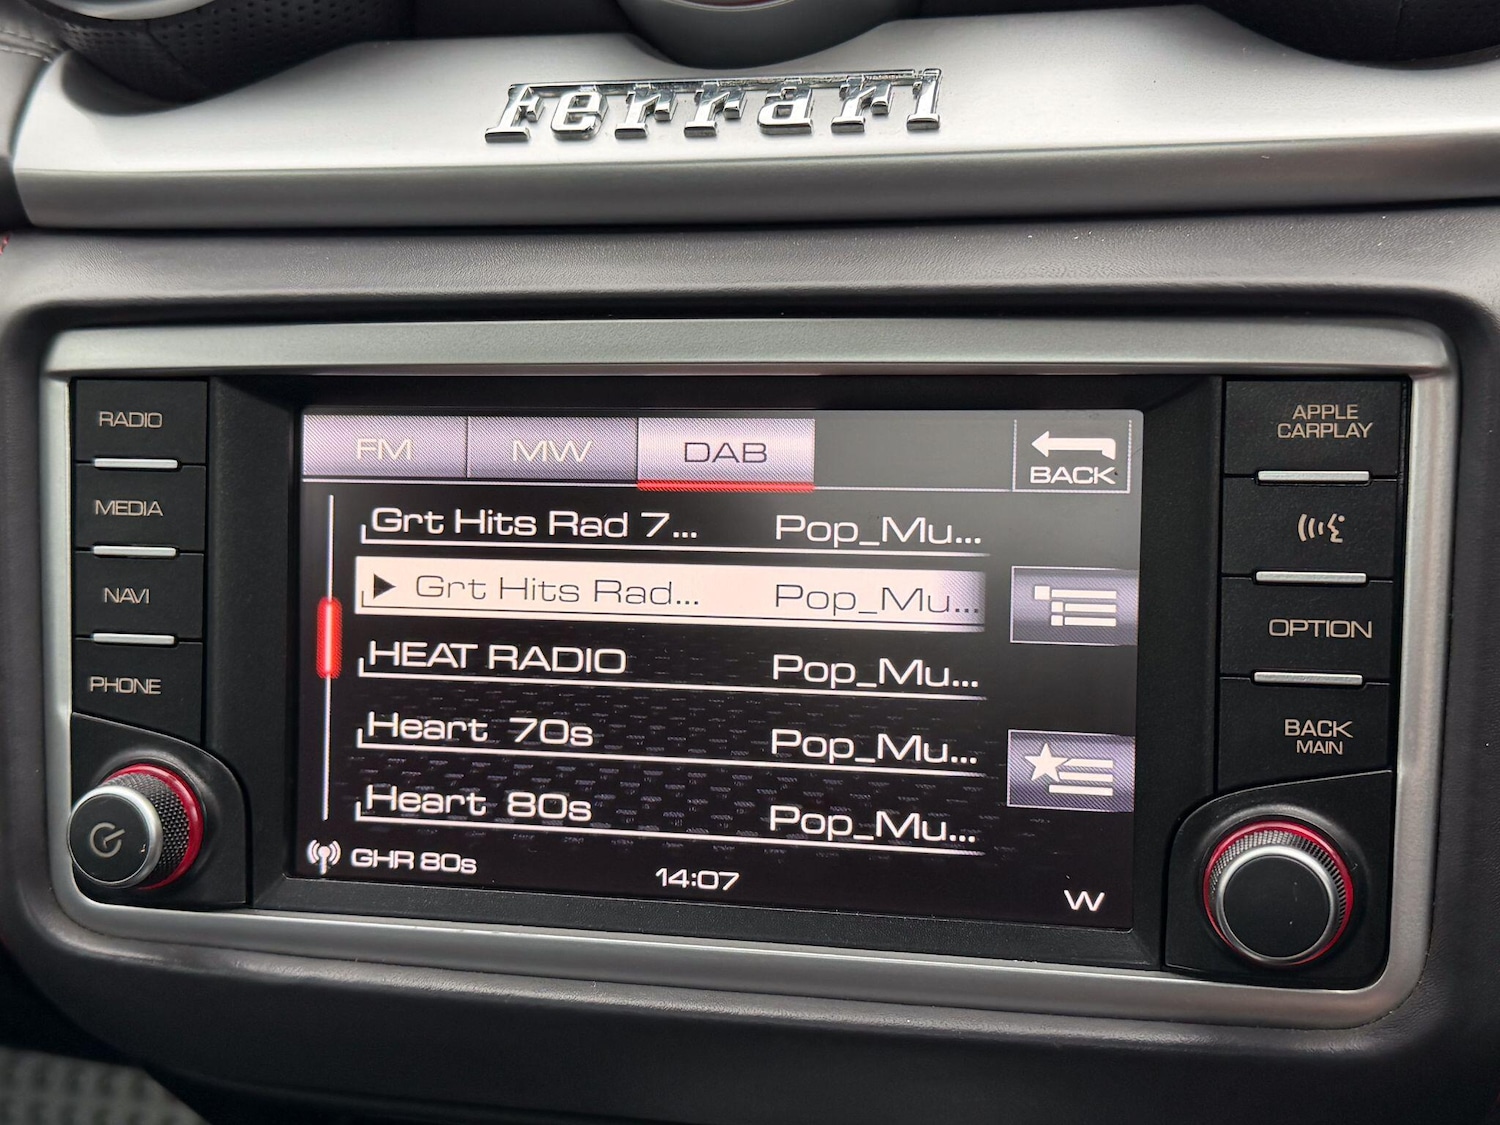 Ferrari
RADIO
MEDIA
NAVI
PHONE
FM MW DAB BACK
Grt Hits Rad 7... Pop_Mu...
Grt Hits Rad... Pop_Mu...
HEAT RADIO Pop_Mu...
Heart 70s Pop_Mu...
Heart 80s Pop_Mu...
GHR 80s 14:07 W
APPLE
CARPLAY
OPTION
BACK
MAIN